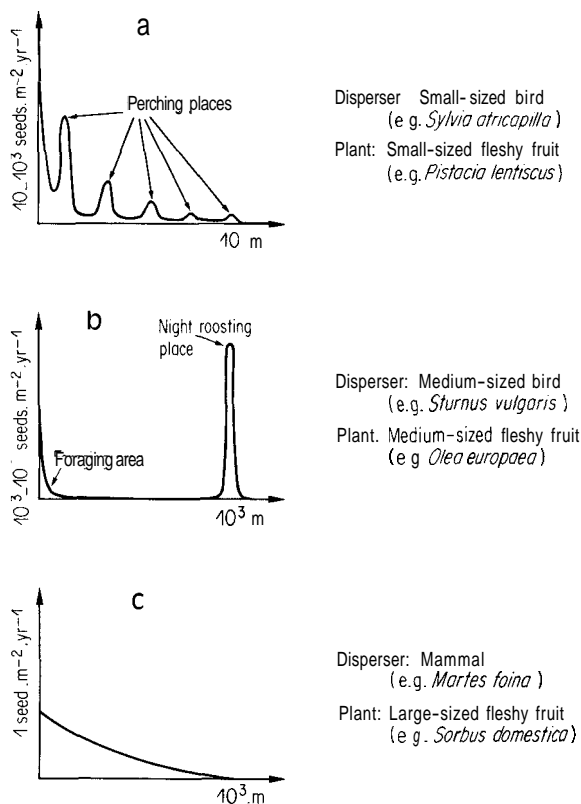 a
10_10³ seeds. m⁻². yr⁻¹
Perching places
10 m
Disperser Small-sized bird
(e g. Sylvia atricapilla)
Plant: Small-sized fleshy fruit
(e.g. Pistacia lentiscus)
b
10³_10⁻ seeds. m⁻². yr⁻¹
Night roosting
place
Foraging area
10³ m
Disperser: Medium-sized bird
(e.g. Sturnus vulgaris)
Plant. Medium-sized fleshy fruit
(e g Olea europaea)
c
1 seed .m⁻². yr⁻¹
10³. m
Disperser: Mammal
(e.g. Martes foina)
Plant: Large-sized fleshy fruit
(e g. Sorbus domestica)